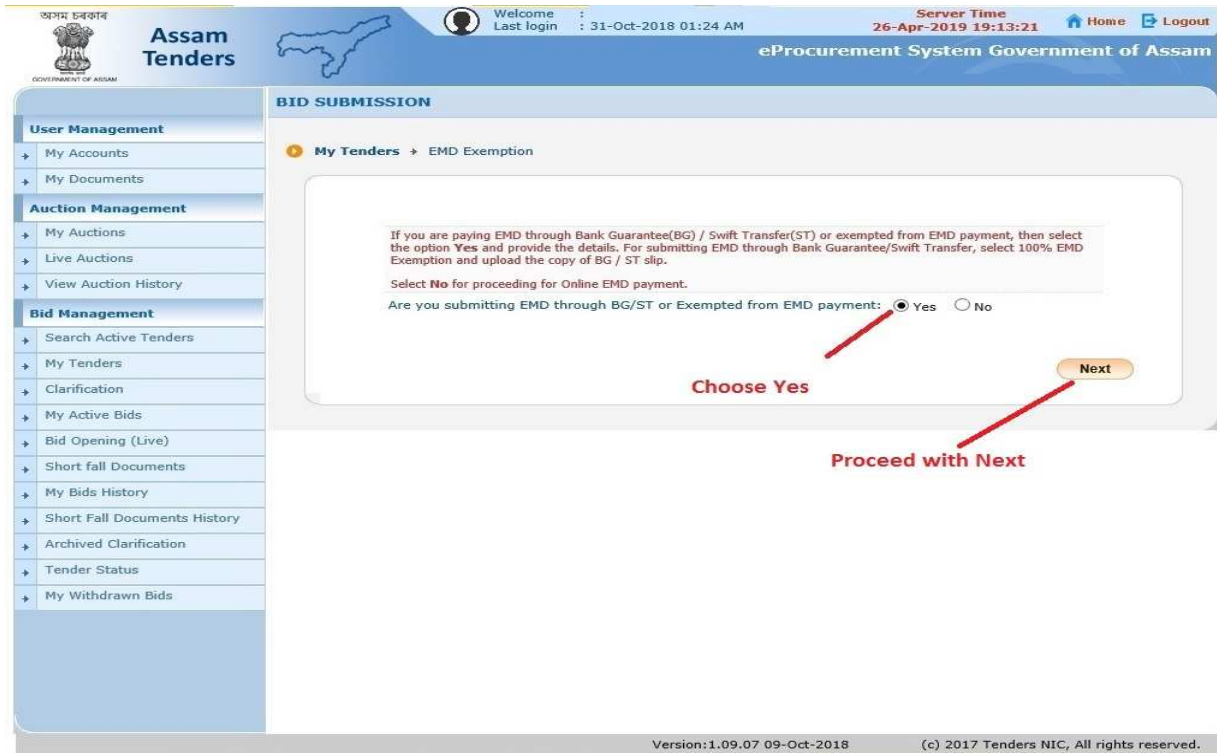 অসম চৰকাৰ
GOVERNMENT OF ASSAM
Assam
Tenders
Welcome :
Last login : 31-Oct-2018 01:24 AM
Server Time
26-Apr-2019 19:13:21
Home
Logout
eProcurement System Government of Assam
BID SUBMISSION
User Management
My Accounts
My Documents
Auction Management
My Auctions
Live Auctions
View Auction History
Bid Management
Search Active Tenders
My Tenders
Clarification
My Active Bids
Bid Opening (Live)
Short fall Documents
My Bids History
Short Fall Documents History
Archived Clarification
Tender Status
My Withdrawn Bids
My Tenders EMD Exemption
If you are paying EMD through Bank Guarantee(BG) / Swift Transfer(ST) or exempted from EMD payment, then select
the option Yes and provide the details. For submitting EMD through Bank Guarantee/Swift Transfer, select 100% EMD
Exemption and upload the copy of BG / ST slip.
Select No for proceeding for Online EMD payment.
Are you submitting EMD through BG/ST or Exempted from EMD payment: Yes No
Next
Choose Yes
Proceed with Next
Version:1.09.07 09-Oct-2018
(c) 2017 Tenders NIC, All rights reserved.